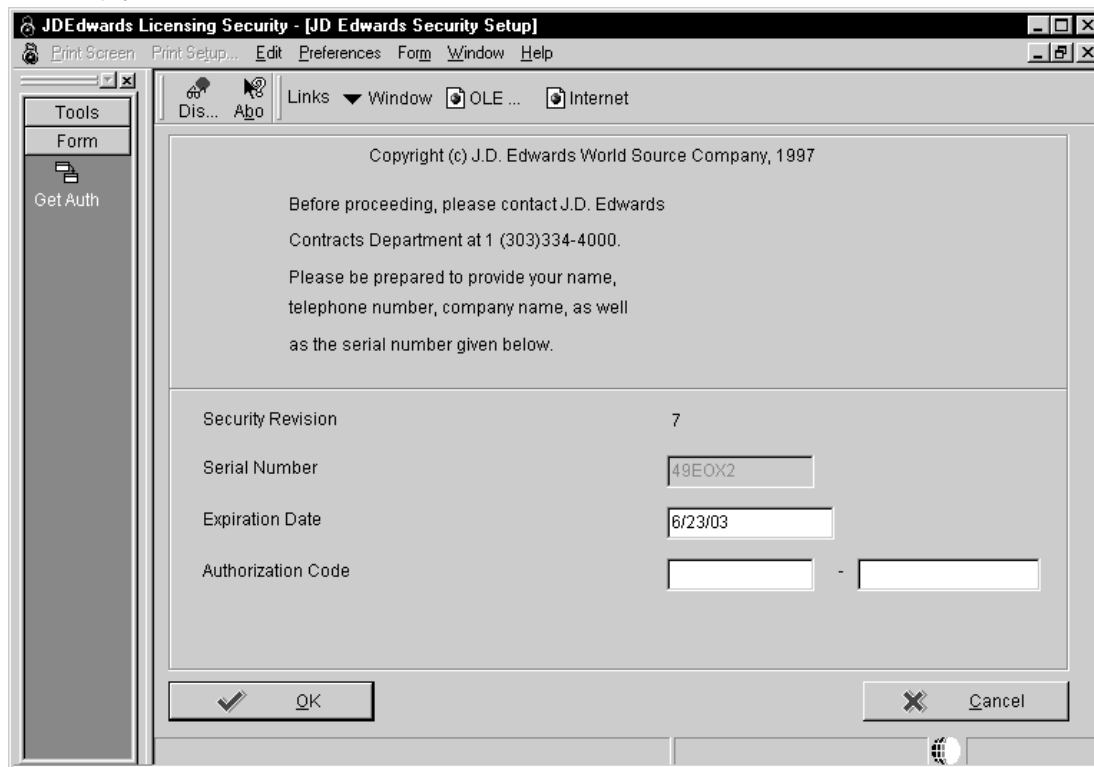 JDEdwards Licensing Security - [JD Edwards Security Setup]
Print Screen Print Setup... Edit Preferences Form Window Help
Tools
Form
Get Auth
Dis... Abo Links Window OLE ... Internet
Copyright (c) J.D. Edwards World Source Company, 1997
Before proceeding, please contact J.D. Edwards
Contracts Department at 1 (303)334-4000.
Please be prepared to provide your name,
telephone number, company name, as well
as the serial number given below.
Security Revision 7
Serial Number 49EOX2
Expiration Date 6/23/03
Authorization Code -
OK Cancel